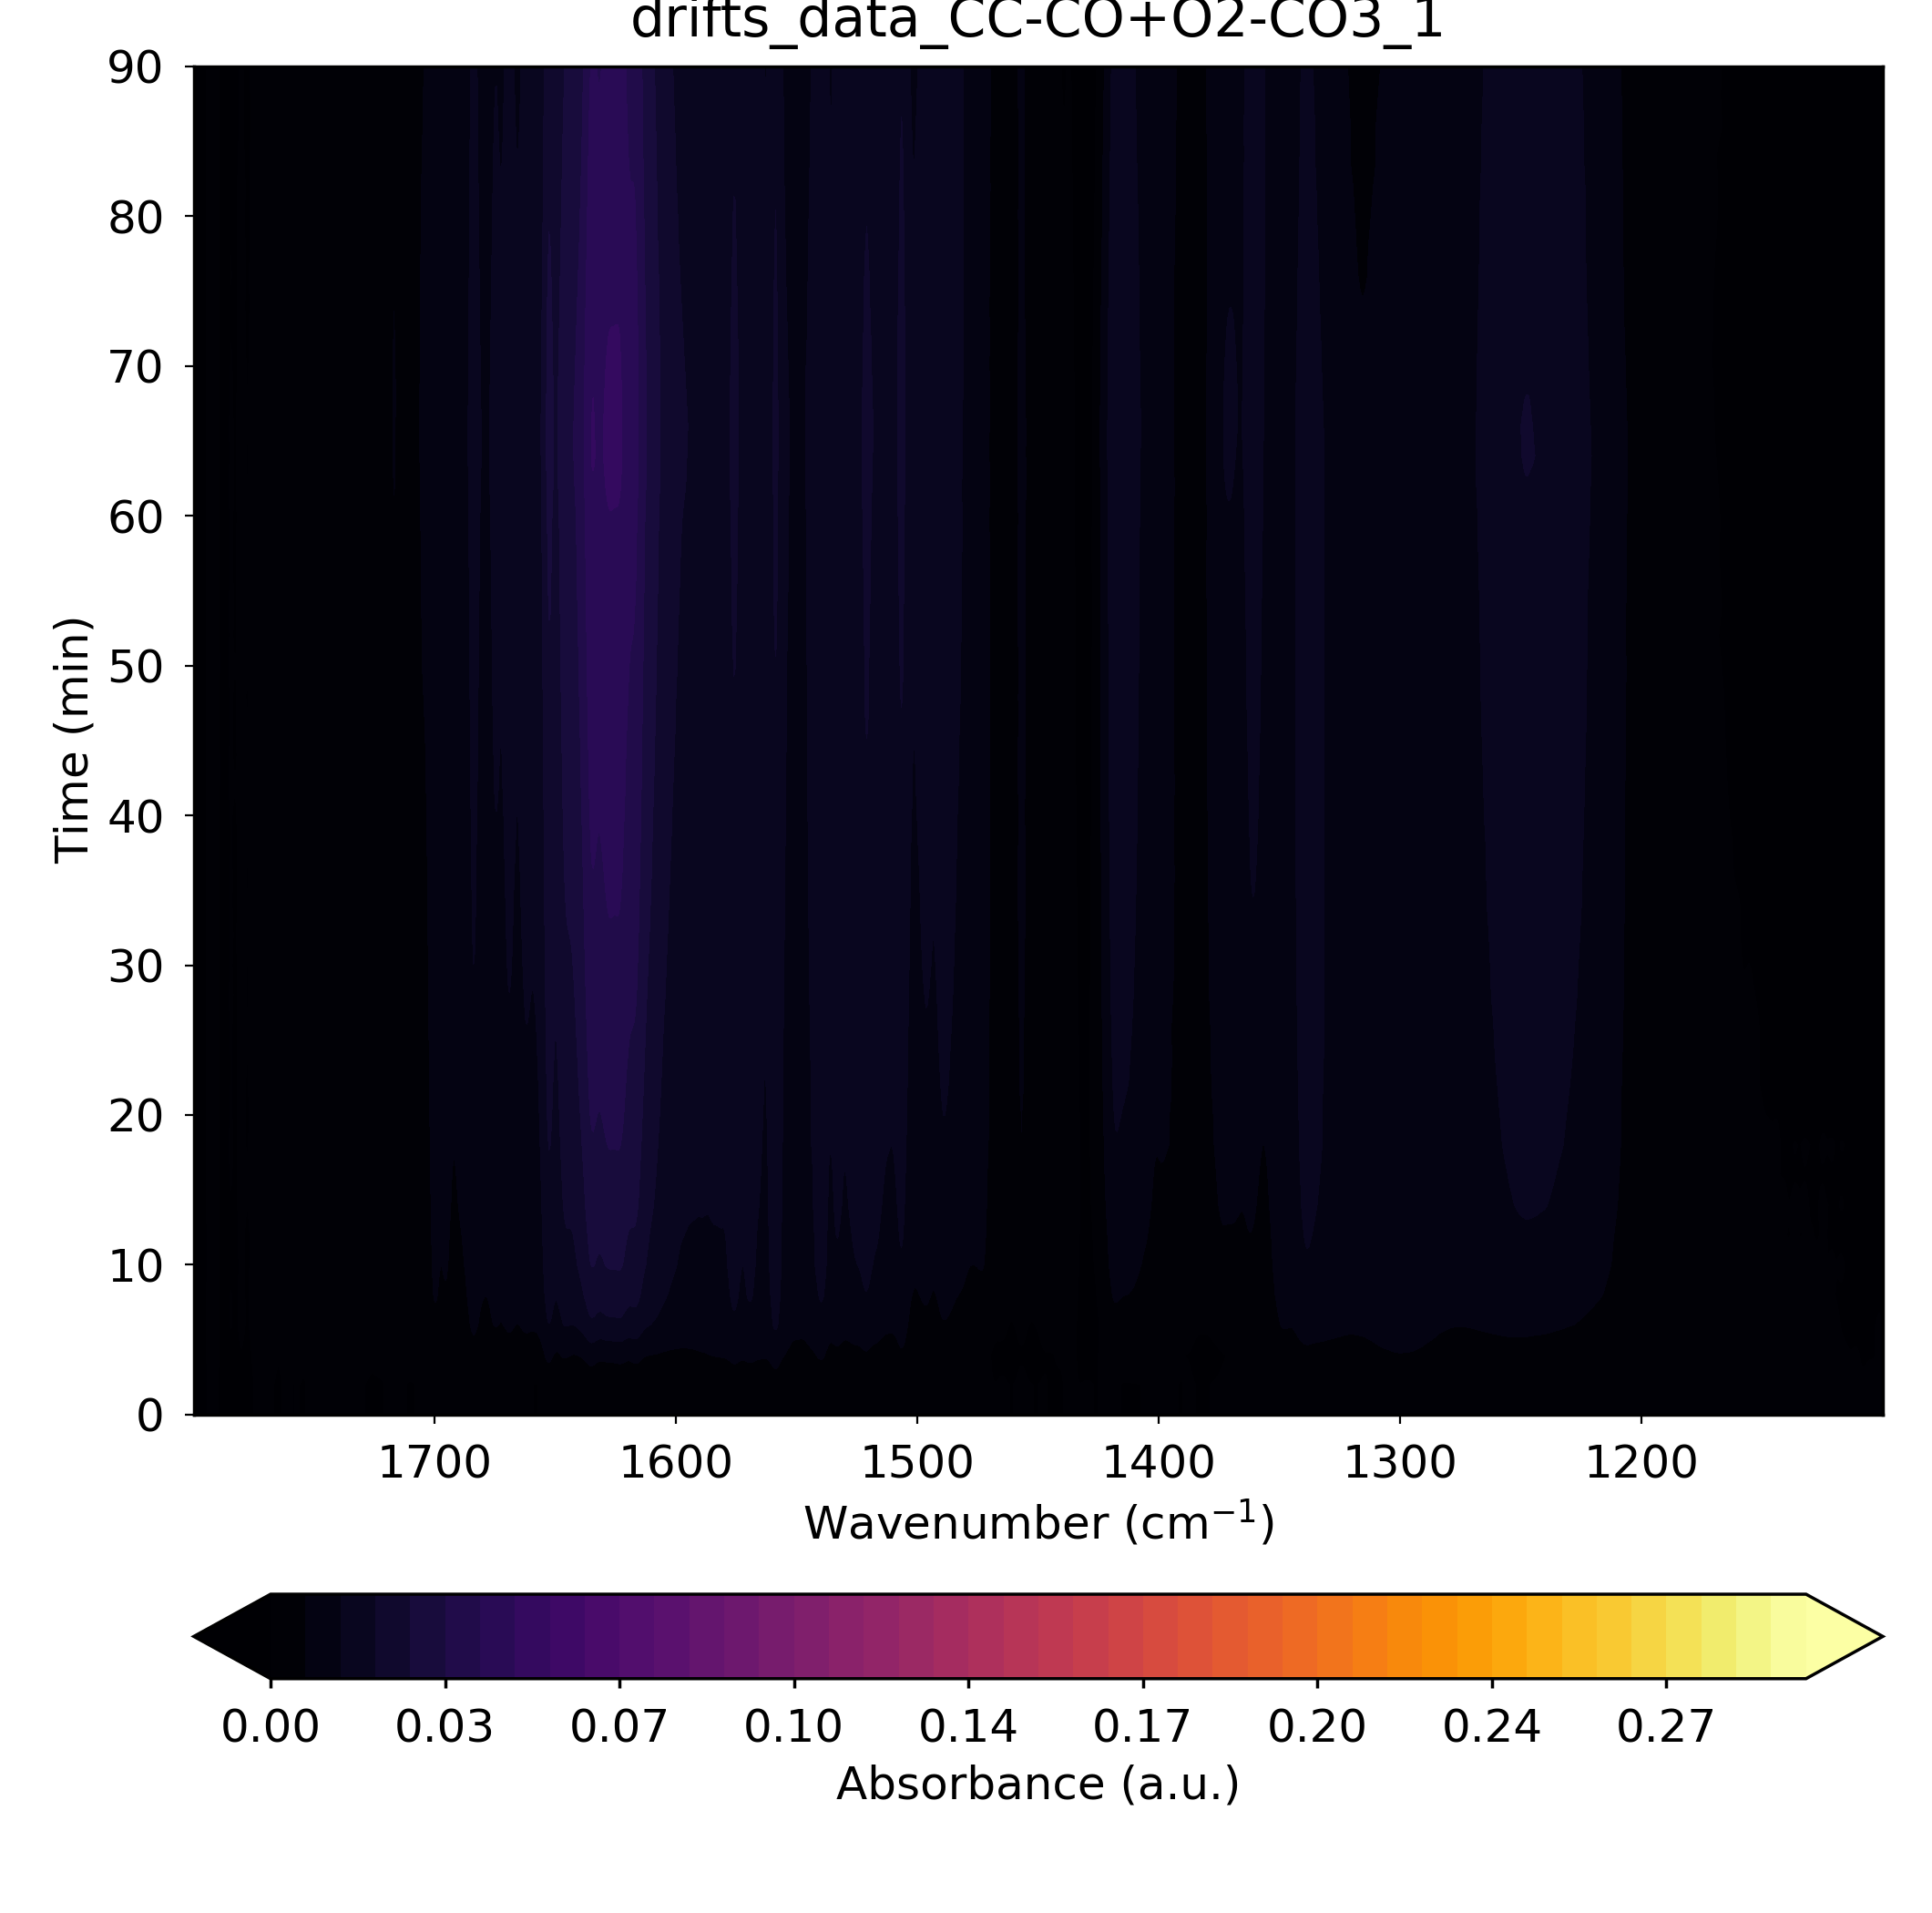 drifts_data_CC-CO+O2-CO3_1
90
80
70
60
50
40
30
20
10
0
Time (min)
1700 1600 1500 1400 1300 1200
Wavenumber (cm⁻¹)
0.00 0.03 0.07 0.10 0.14 0.17 0.20 0.24 0.27
Absorbance (a.u.)